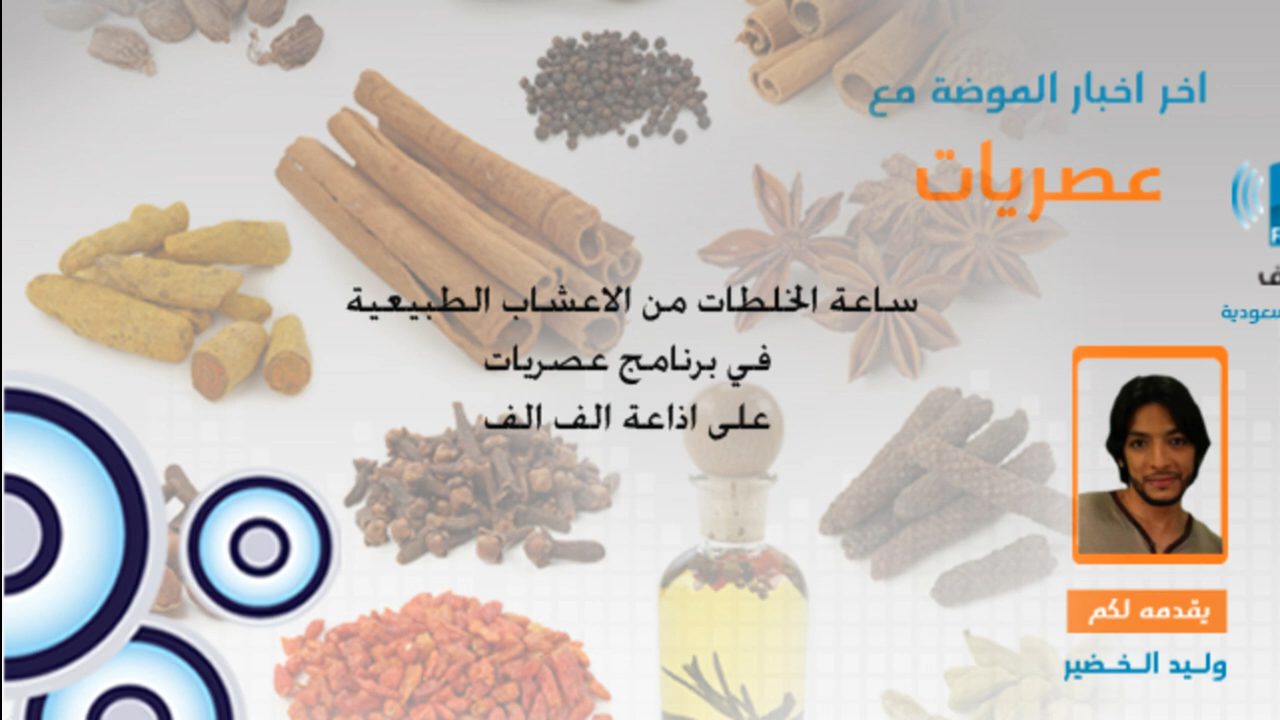 اخر اخبار الموضة مع
عصريات
ساعة الخلطات من الاعشاب الطبيعية
في برنامج عصريات
على اذاعة الف الف
يقدمه لكم
وليد الخضير